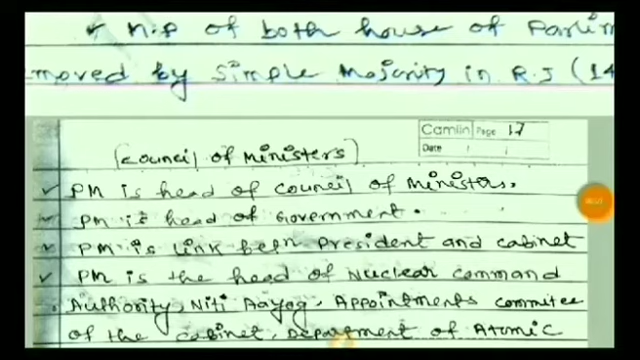 ✓ M.P of both house of Parlim
emoved by Simple Majority in R.S (14
Camlin Page 17
Date / /
[Council of Ministers]
✓ PM is head of Council of Ministers.
PM is head of Government.
PM is link betn President and cabinet
✓ PM is the head of Nuclear command
Authority, Niti Aayog, Appointments committee
of the cabinet, Department of Atomic